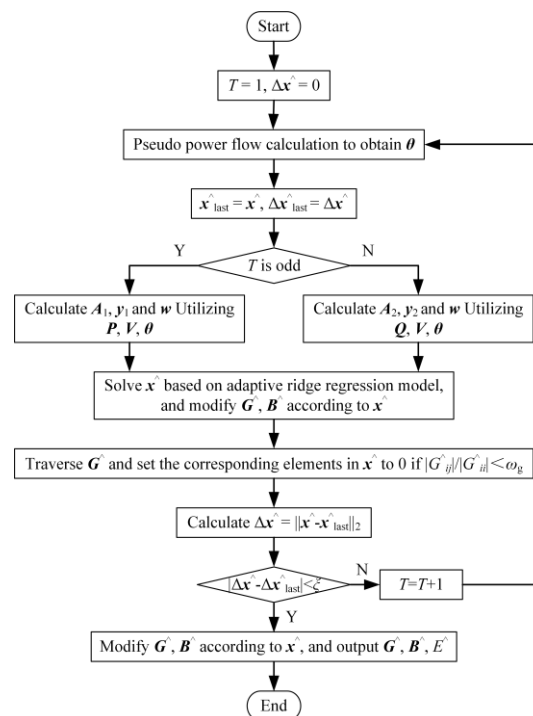 Start
T = 1, Δx^ = 0
Pseudo power flow calculation to obtain θ
x^last = x^, Δx^last = Δx^
Y
T is odd
N
Calculate A1, y1 and w Utilizing
P, V, θ
Calculate A2, y2 and w Utilizing
Q, V, θ
Solve x^ based on adaptive ridge regression model,
and modify G^, B^ according to x^
Traverse G^ and set the corresponding elements in x^ to 0 if |G^ij|/|G^ii|<ωg
Calculate Δx^ = ||x^-x^last||2
|Δx^-Δx^last|<ξ
N
T=T+1
Y
Modify G^, B^ according to x^, and output G^, B^, E^
End